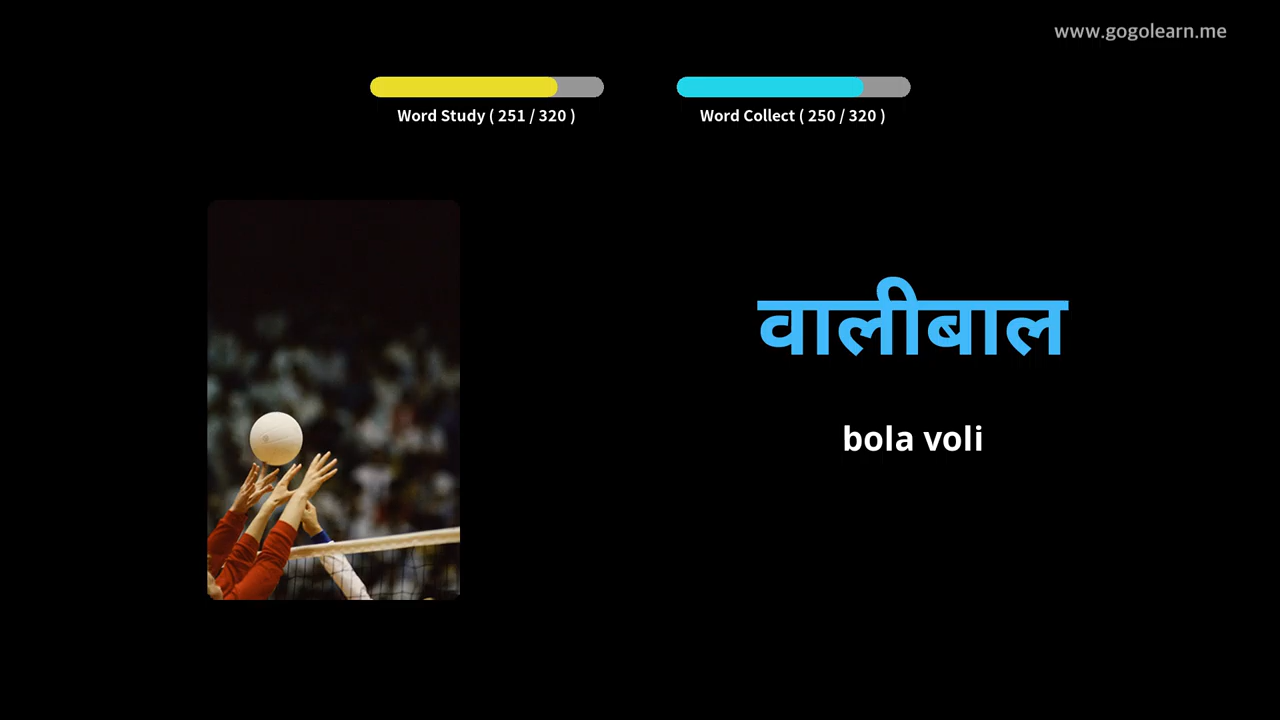 www.gogolearn.me
Word Study ( 251 / 320 )
Word Collect ( 250 / 320 )
वालीबाल
bola voli